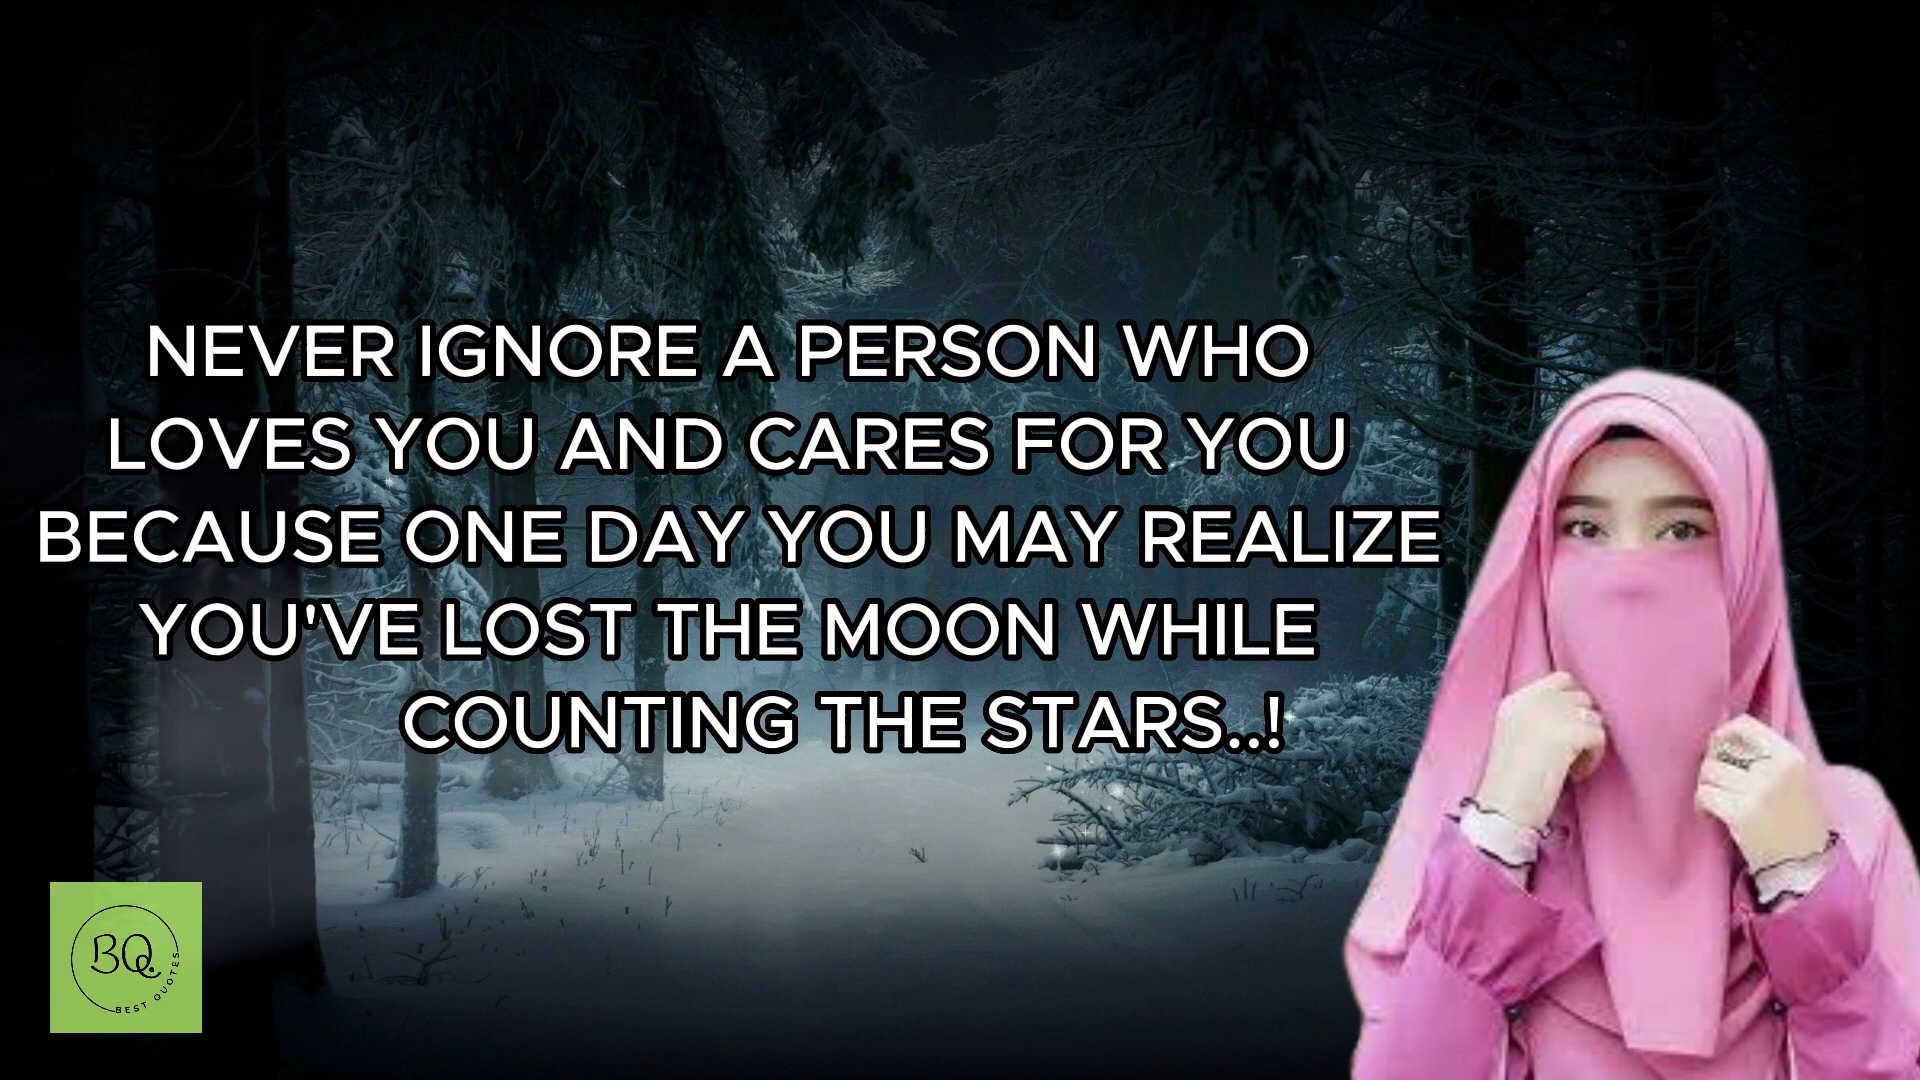 NEVER IGNORE A PERSON WHO
LOVES YOU AND CARES FOR YOU
BECAUSE ONE DAY YOU MAY REALIZE
YOU'VE LOST THE MOON WHILE
COUNTING THE STARS..!
BQ.
BEST QUOTES